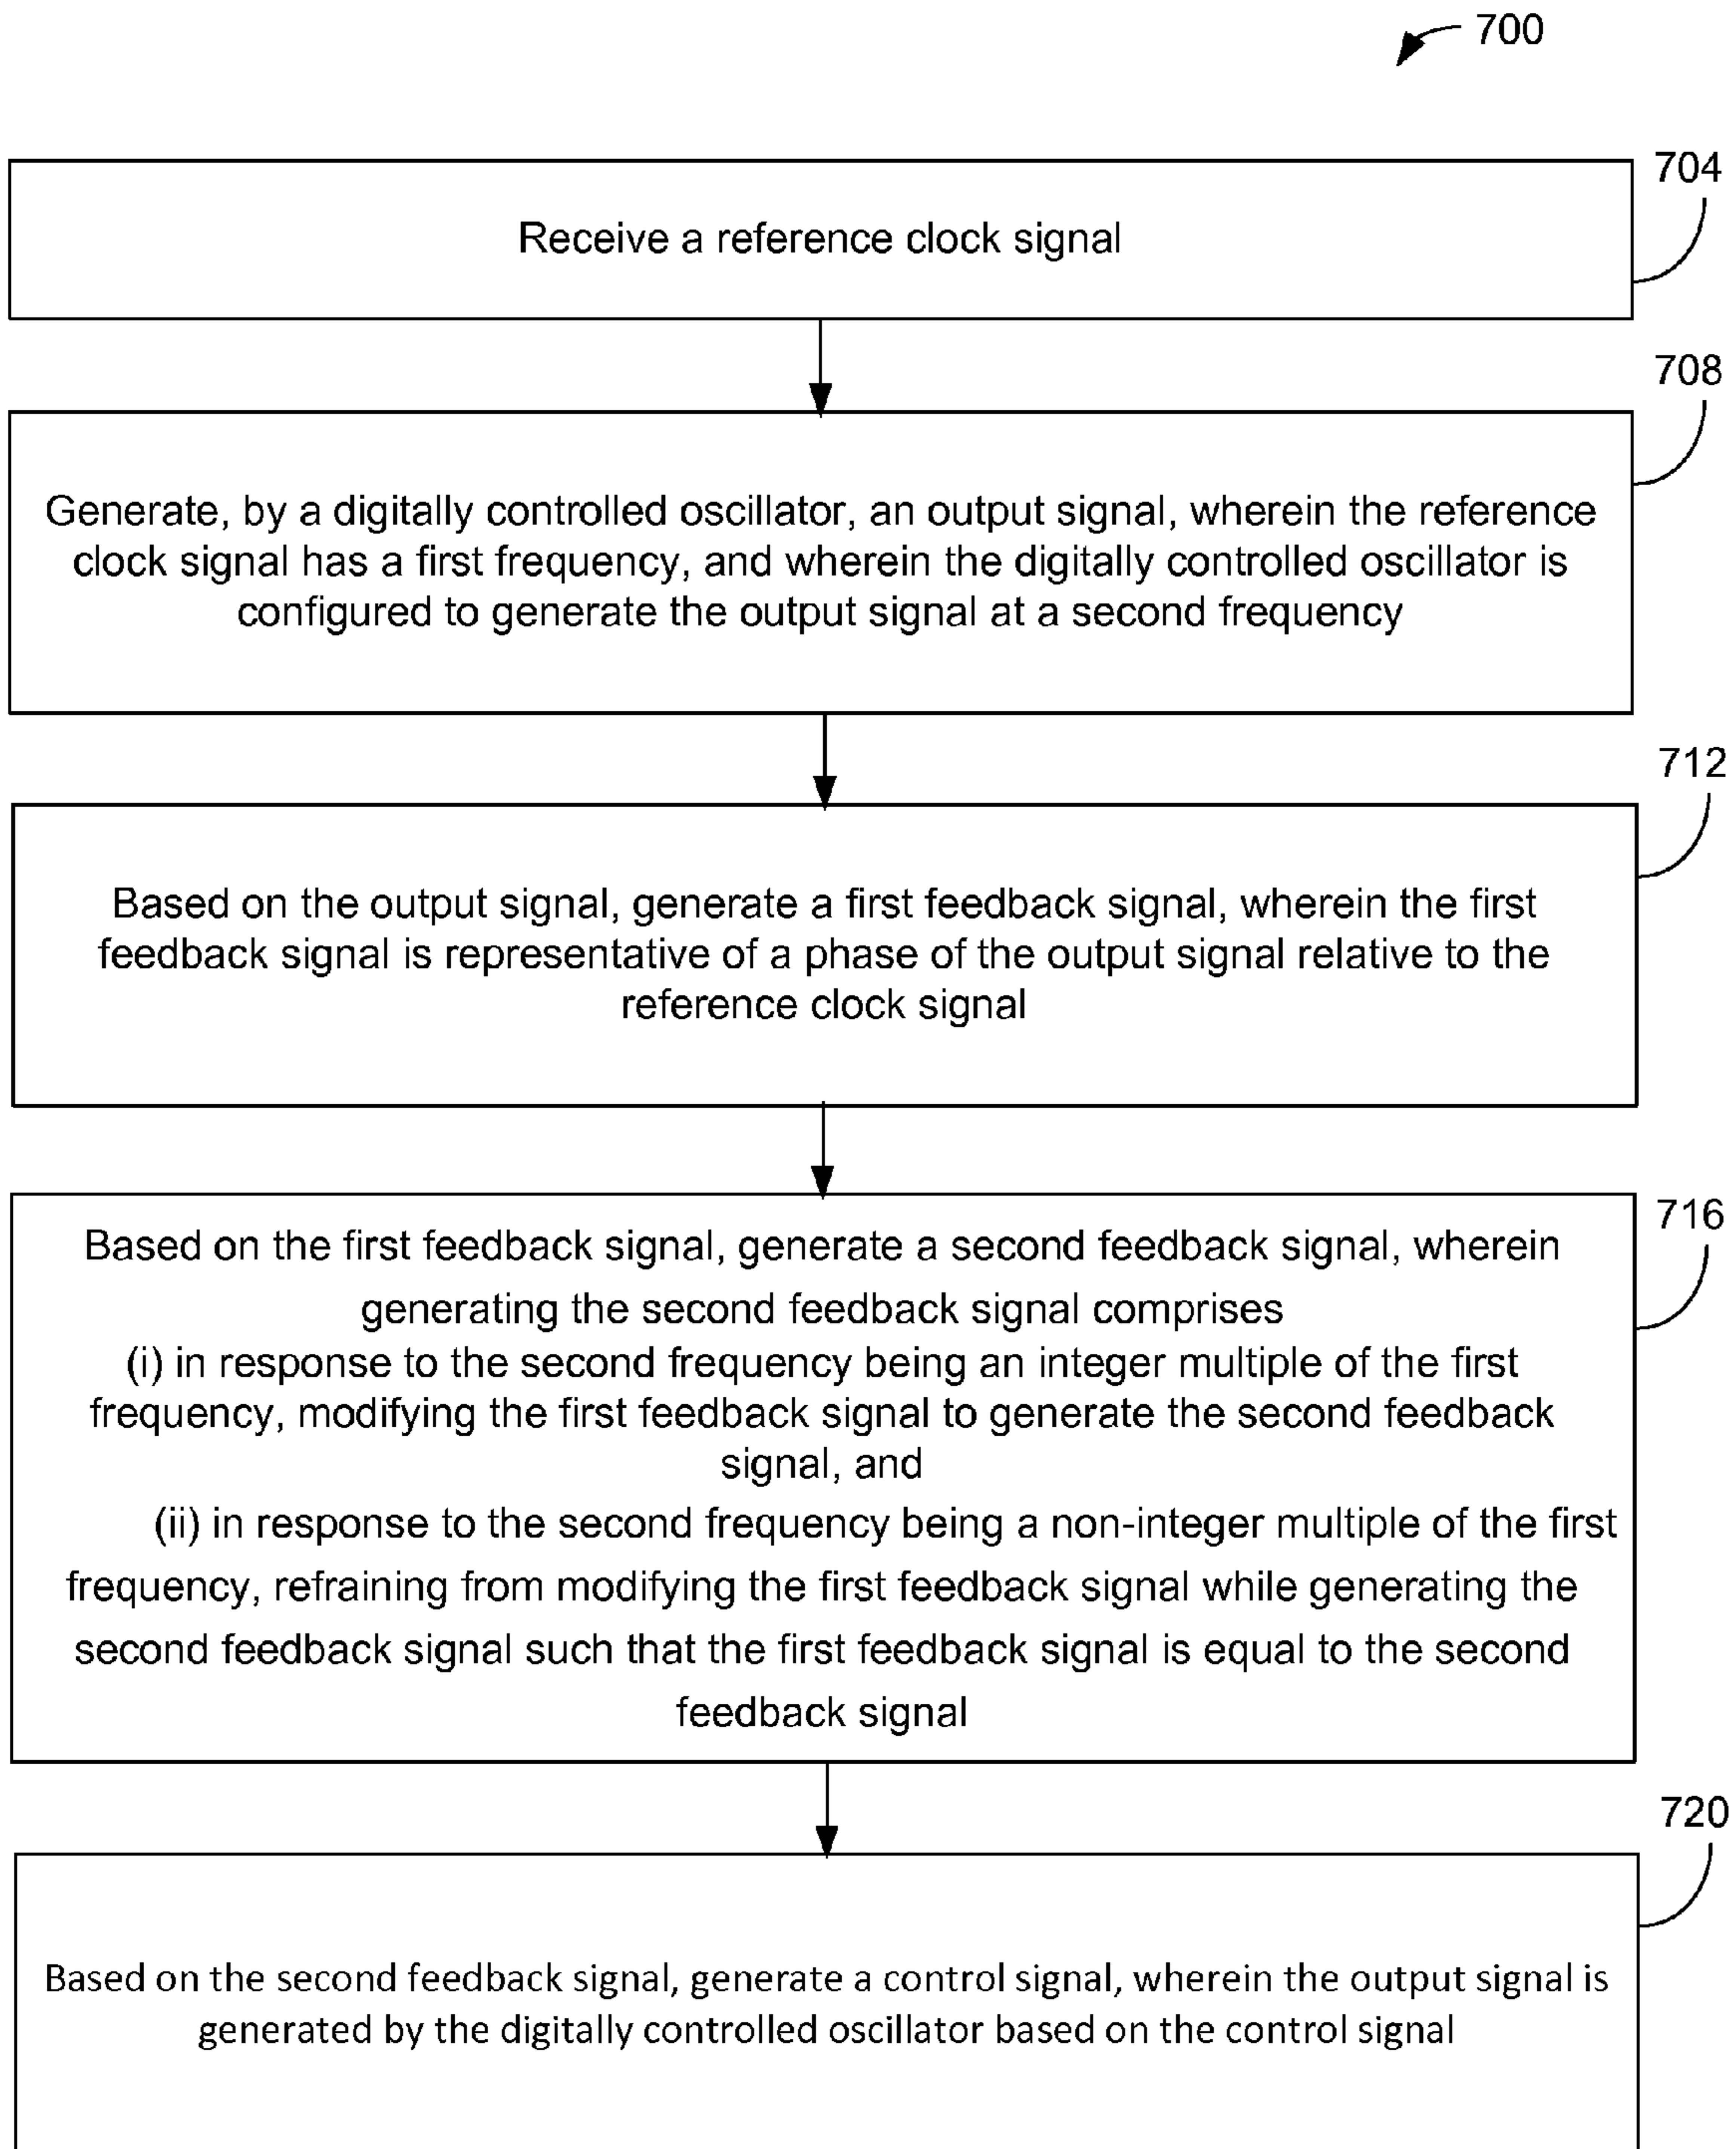 700
704
Receive a reference clock signal
708
Generate, by a digitally controlled oscillator, an output signal, wherein the reference
clock signal has a first frequency, and wherein the digitally controlled oscillator is
configured to generate the output signal at a second frequency
712
Based on the output signal, generate a first feedback signal, wherein the first
feedback signal is representative of a phase of the output signal relative to the
reference clock signal
716
Based on the first feedback signal, generate a second feedback signal, wherein
generating the second feedback signal comprises
(i) in response to the second frequency being an integer multiple of the first
frequency, modifying the first feedback signal to generate the second feedback
signal, and
(ii) in response to the second frequency being a non-integer multiple of the first
frequency, refraining from modifying the first feedback signal while generating the
second feedback signal such that the first feedback signal is equal to the second
feedback signal
720
Based on the second feedback signal, generate a control signal, wherein the output signal is
generated by the digitally controlled oscillator based on the control signal